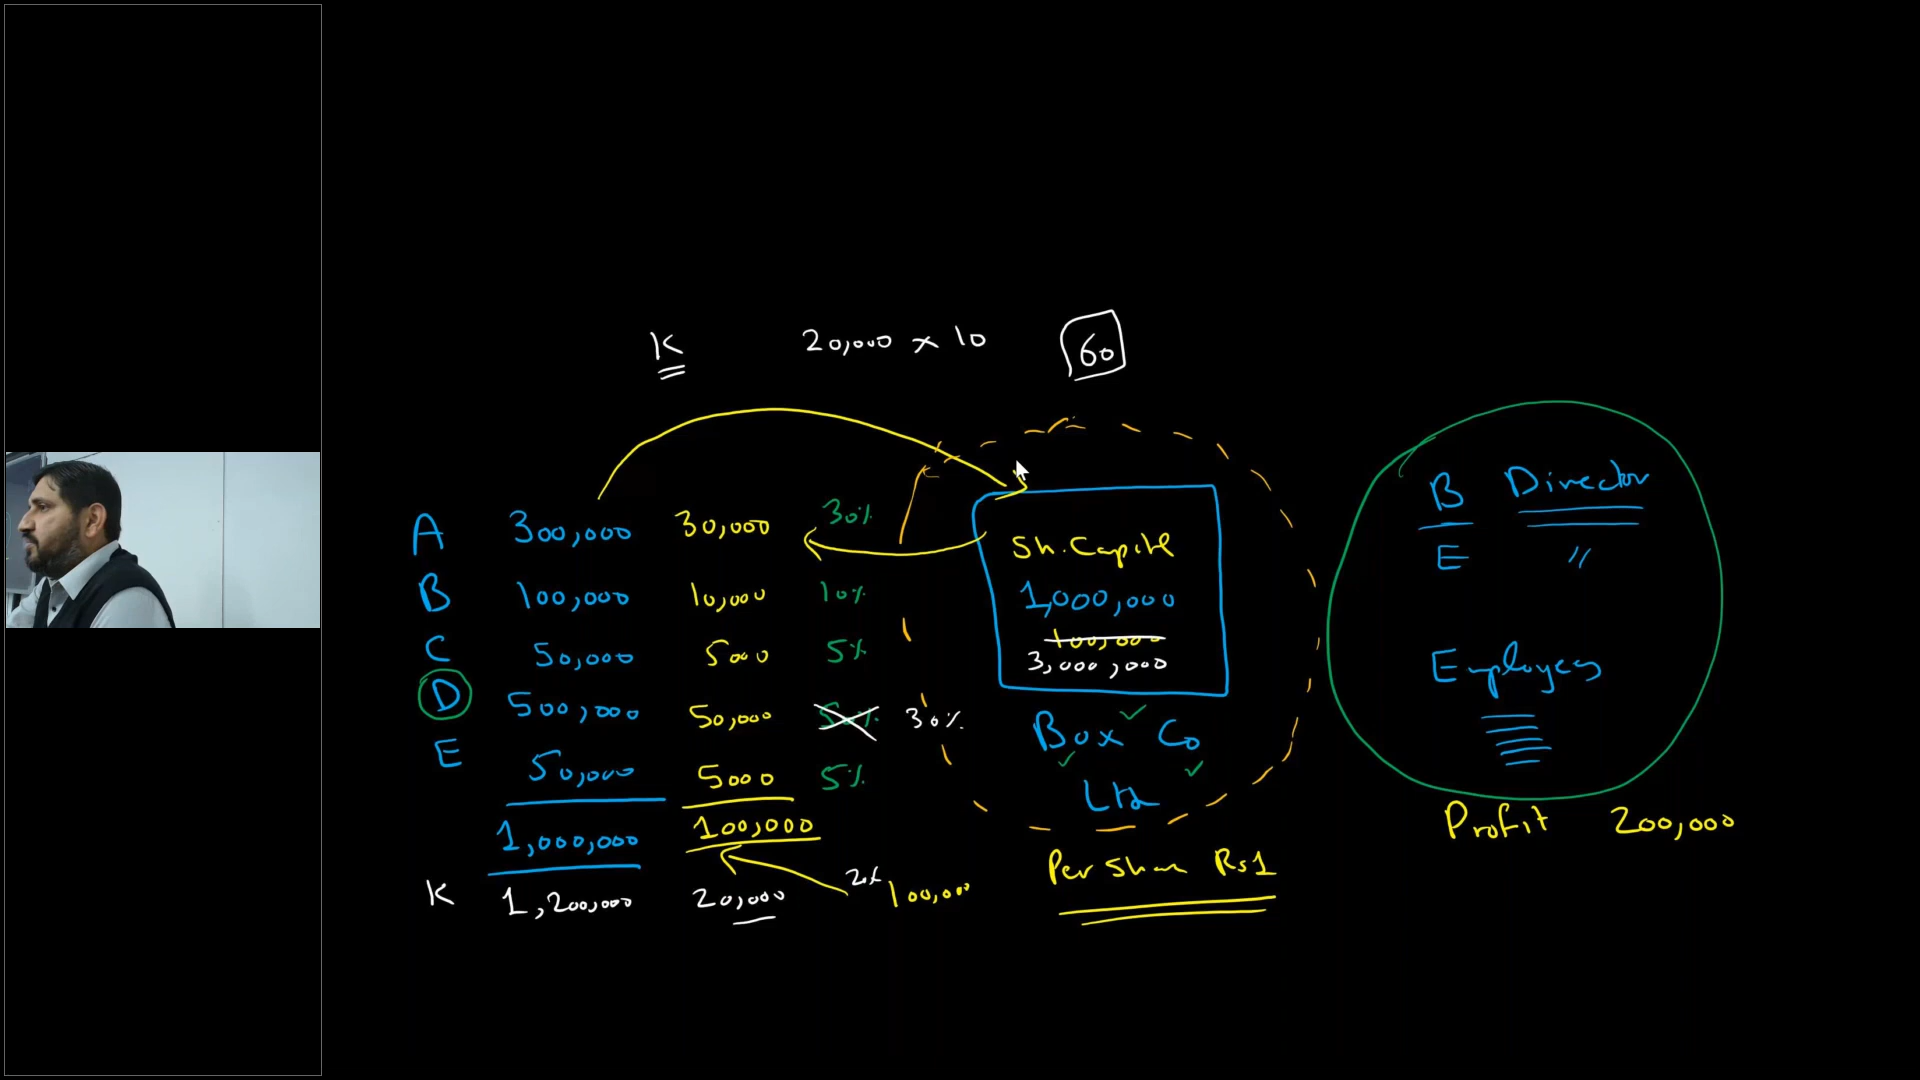 K 20,000 x 10 60
A 300,000 30,000 30%
B 100,000 10,000 10%
C 50,000 5000 5%
D 500,000 50,000 50% 30%
E 50,000 5000 5%
1,000,000 100,000
K 1,200,000 20,000 20% 100,000
Sh. Capital
1,000,000
100,000
3,000,000
Box Co
Ltd
Per Share Rs1
B Director
E "
Employees
Profit 200,000